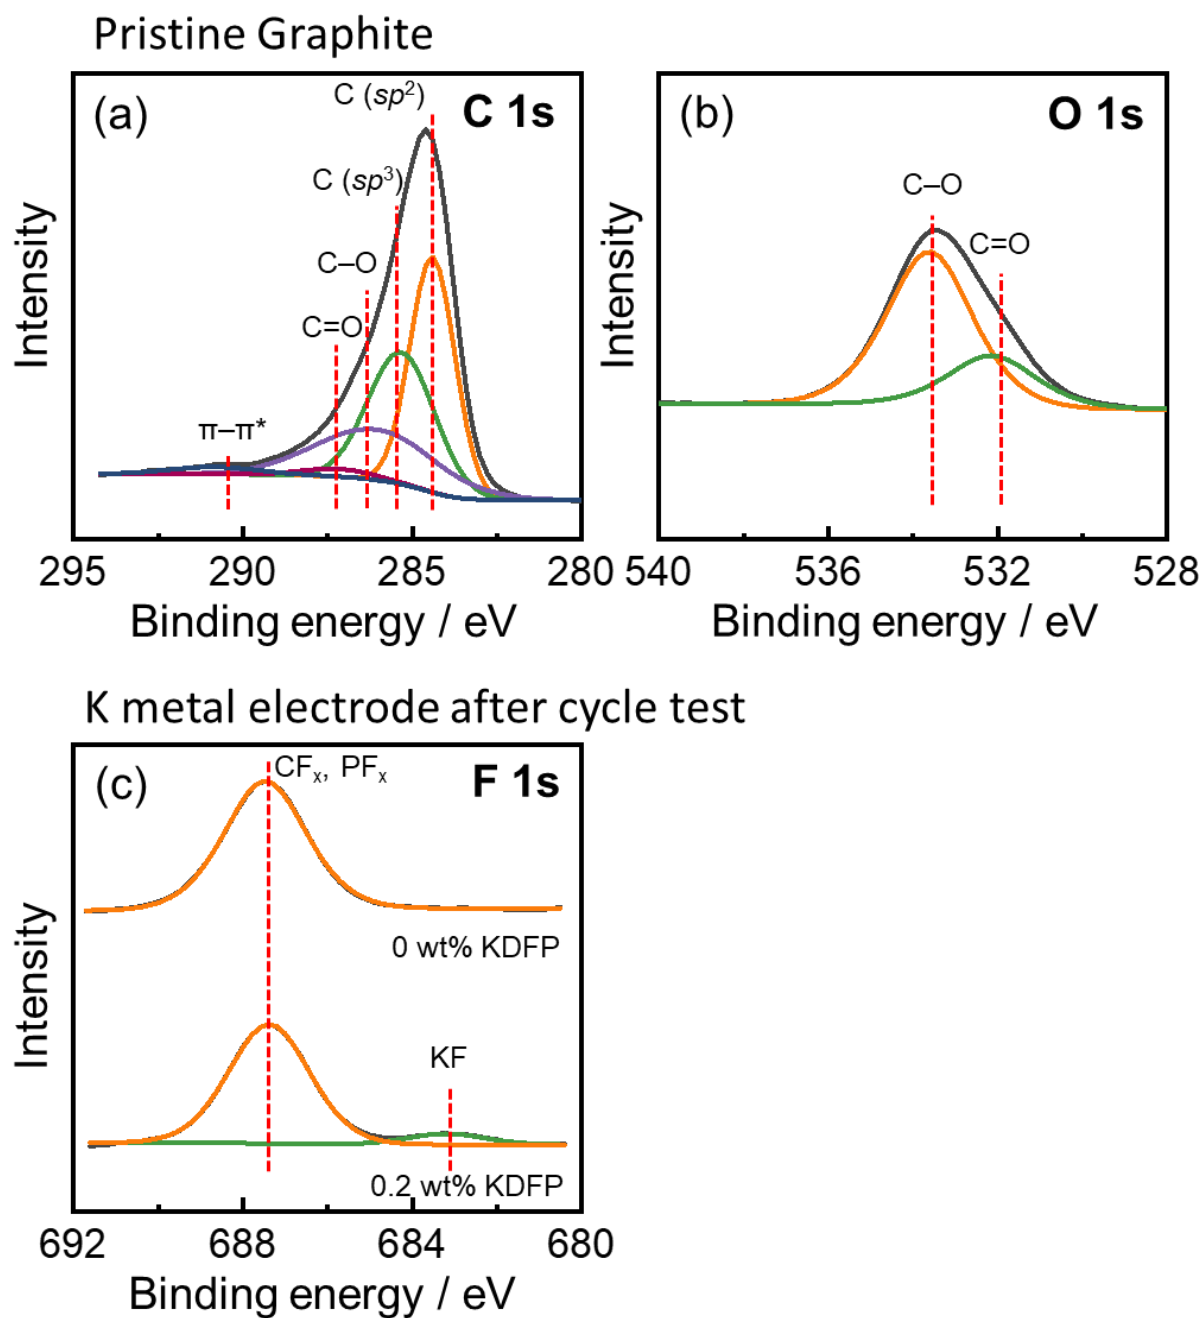 Pristine Graphite
(a)
C (sp²)
C 1s
C (sp³)
C–O
C=O
π–π*
Intensity
295 290 285 280
Binding energy / eV
(b)
O 1s
C–O
C=O
Intensity
540 536 532 528
Binding energy / eV
K metal electrode after cycle test
(c)
CFₓ, PFₓ
F 1s
0 wt% KDFP
KF
0.2 wt% KDFP
Intensity
692 688 684 680
Binding energy / eV